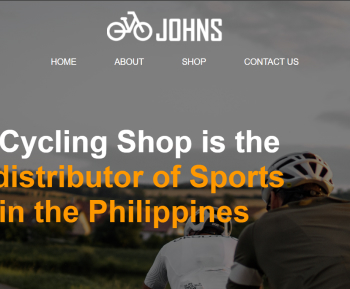 JOHNS
HOME ABOUT SHOP CONTACT US
Cycling Shop is the
distributor of Sports
in the Philippines